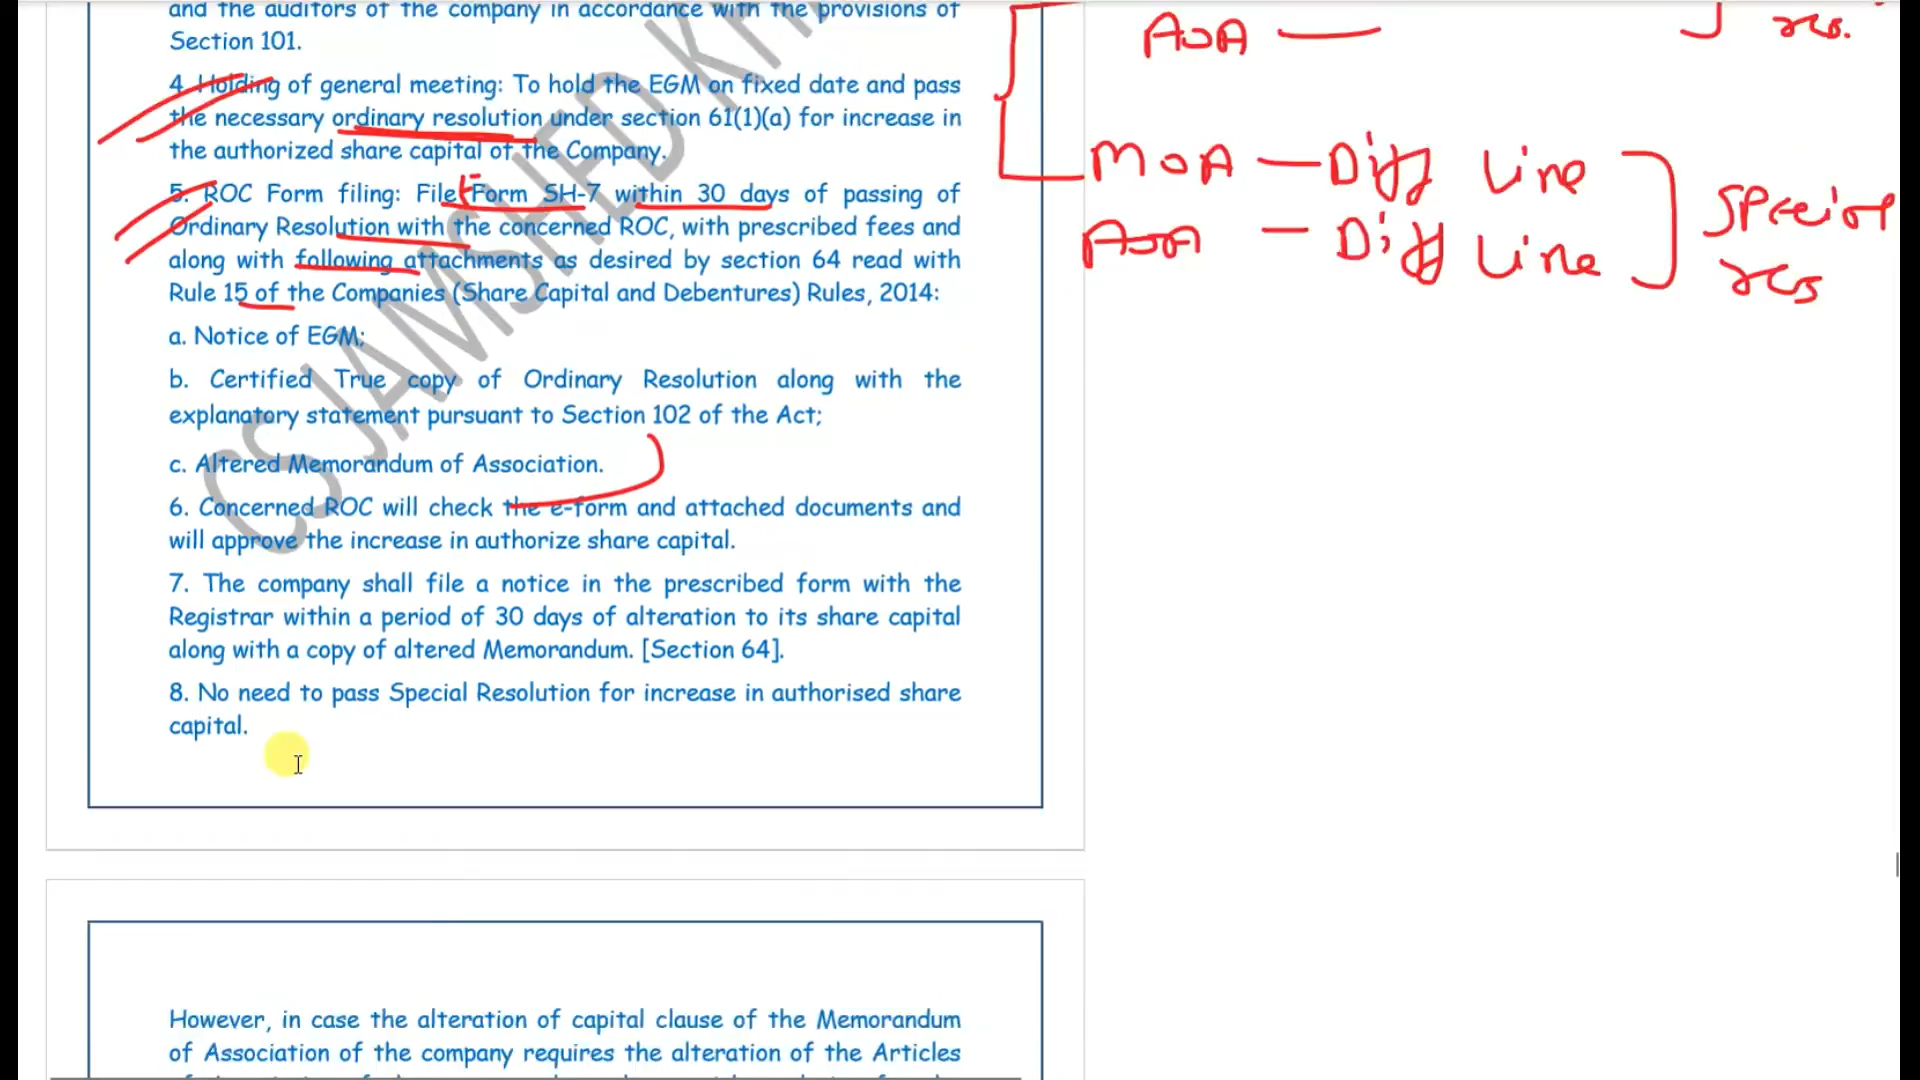 and the auditors of the company in accordance with the provisions of
Section 101.
4. Holding of general meeting: To hold the EGM on fixed date and pass
the necessary ordinary resolution under section 61(1)(a) for increase in
the authorized share capital of the Company.
5. ROC Form filing: File Form SH-7 within 30 days of passing of
Ordinary Resolution with the concerned ROC, with prescribed fees and
along with following attachments as desired by section 64 read with
Rule 15 of the Companies (Share Capital and Debentures) Rules, 2014:
a. Notice of EGM;
b. Certified True copy of Ordinary Resolution along with the
explanatory statement pursuant to Section 102 of the Act;
c. Altered Memorandum of Association.
6. Concerned ROC will check the e-form and attached documents and
will approve the increase in authorize share capital.
7. The company shall file a notice in the prescribed form with the
Registrar within a period of 30 days of alteration to its share capital
along with a copy of altered Memorandum. [Section 64].
8. No need to pass Special Resolution for increase in authorised share
capital.
However, in case the alteration of capital clause of the Memorandum
of Association of the company requires the alteration of the Articles
CS JAMSHED
AOA —
res.
MOA — Diff Line
AOA — Diff Line
Special
res